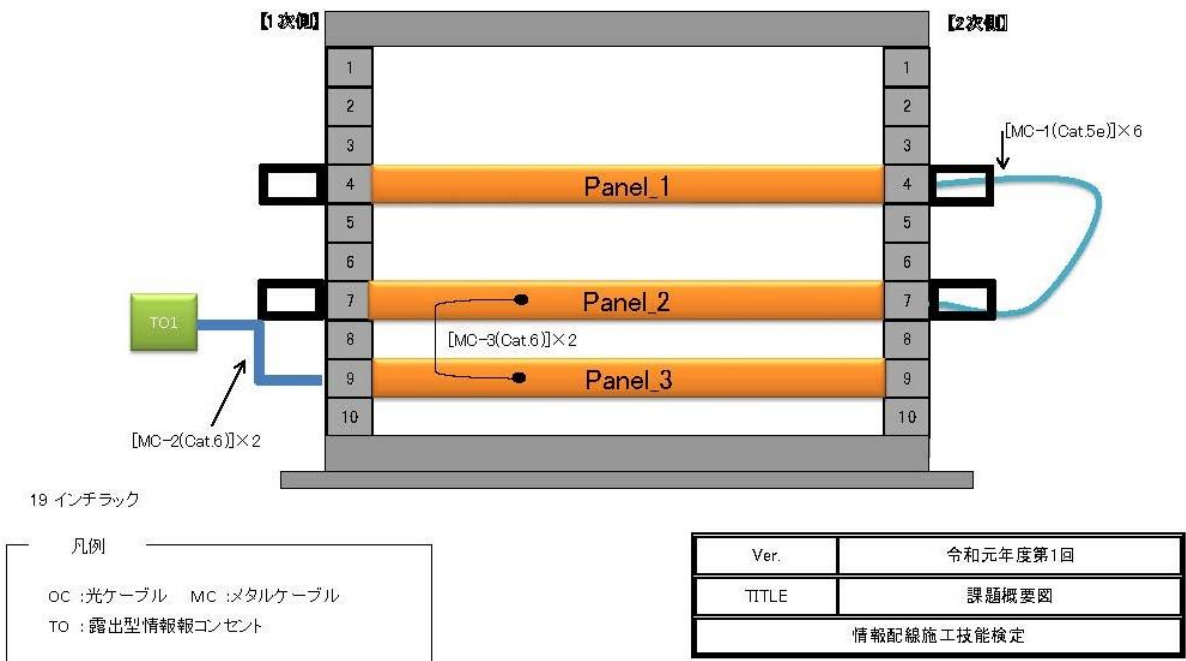 【1次側】
【2次側】
1
1
2
2
[MC-1(Cat.5e)]×6
3
3
4
Panel_1
4
5
5
6
6
TO1
7
Panel_2
7
8
[MC-3(Cat.6)]×2
8
9
Panel_3
9
10
10
[MC-2(Cat.6)]×2
19 インチラック
凡例
OC :光ケーブル MC :メタルケーブル
TO :露出型情報報コンセント
Ver. 令和元年度第1回
TITLE 課題概要図
情報配線施工技能検定